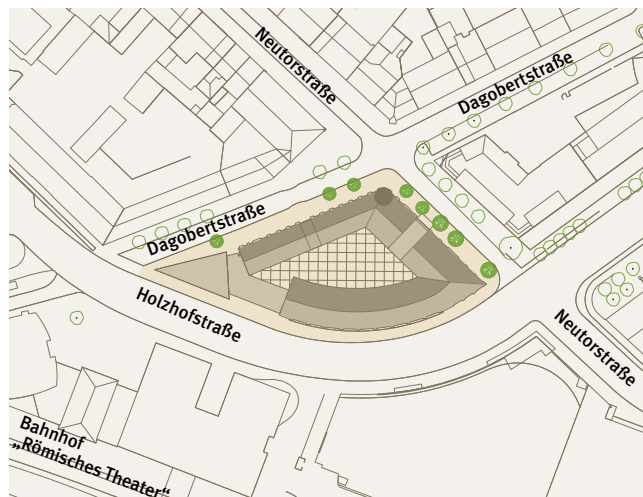 Neutorstraße
Dagobertstraße
Dagobertstraße
Holzhofstraße
Neutorstraße
Bahnhof
„Römisches Theater“